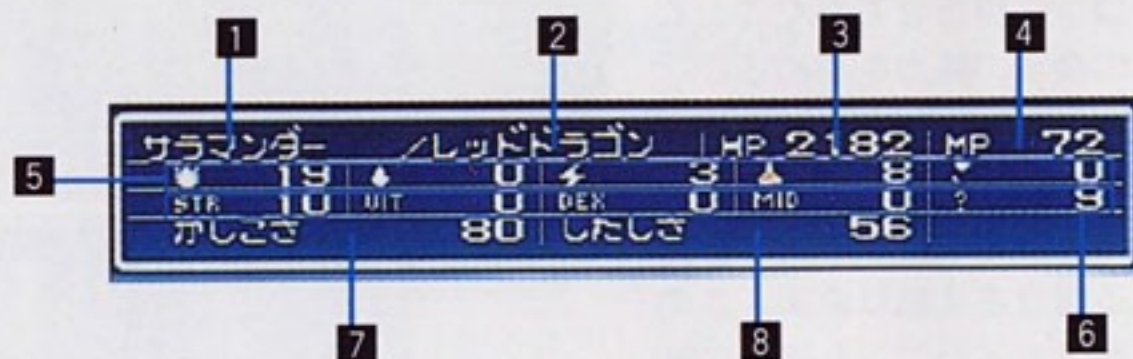 1 2 3 4
サラマンダー ／レッドドラゴン HP 2182 MP 72
5 19 0 3 8 0
STR 10 VIT 0 DEX 0 MID 0 ? 9
かしこさ 80 したしさ 56
7 8 6